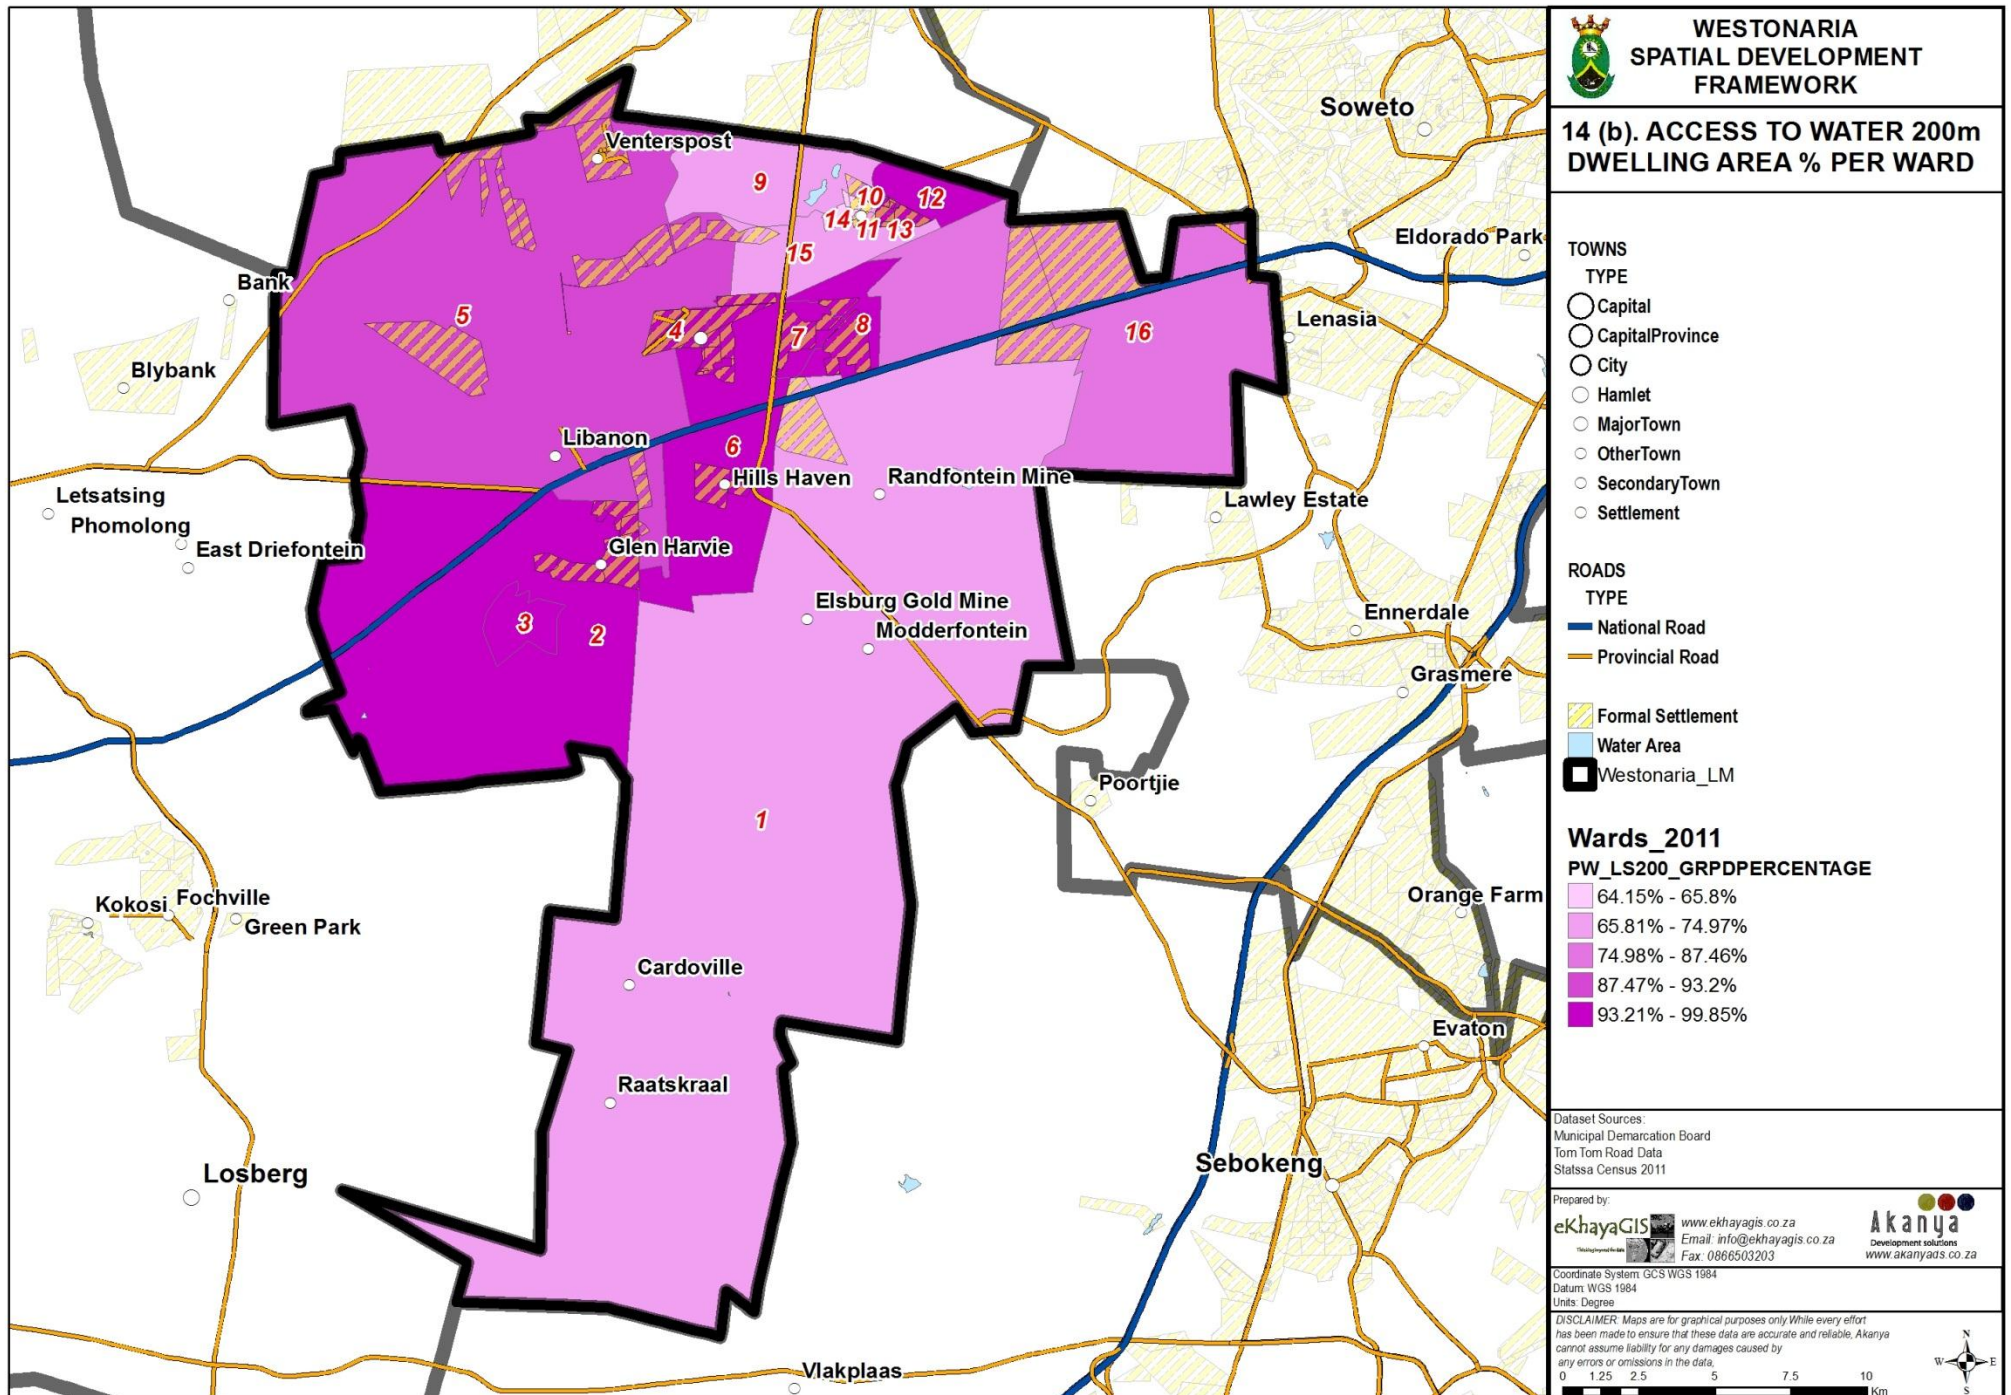 WESTONARIA
SPATIAL DEVELOPMENT
FRAMEWORK
14 (b). ACCESS TO WATER 200m
DWELLING AREA % PER WARD
Soweto
Venterspost
9
12
10
14
11
13
15
Eldorado Park
Bank
5
4
7
8
16
Lenasia
Blybank
Libanon
6
Hills Haven
Randfontein Mine
Letsatsing
Phomolong
East Driefontein
Lawley Estate
Glen Harvie
Elsburg Gold Mine
Modderfontein
3
2
Ennerdale
Grasmere
Poortjie
1
Kokosi
Fochville
Green Park
Orange Farm
Cardoville
Evaton
Raatskraal
Losberg
Sebokeng
Vlakplaas
TOWNS
TYPE
Capital
CapitalProvince
City
Hamlet
MajorTown
OtherTown
SecondaryTown
Settlement
ROADS
TYPE
National Road
Provincial Road
Formal Settlement
Water Area
Westonaria_LM
Wards_2011
PW_LS200_GRPDPERCENTAGE
64.15% - 65.8%
65.81% - 74.97%
74.98% - 87.46%
87.47% - 93.2%
93.21% - 99.85%
Dataset Sources:
Municipal Demarcation Board
Tom Tom Road Data
Statssa Census 2011
Prepared by:
eKhayaGIS
www.ekhayagis.co.za
Email: info@ekhayagis.co.za
Fax: 0866503203
Akanya
Development solutions
www.akanyads.co.za
Coordinate System: GCS WGS 1984
Datum: WGS 1984
Units: Degree
DISCLAIMER: Maps are for graphical purposes only While every effort
has been made to ensure that these data are accurate and reliable, Akanya
cannot assume liability for any damages caused by
any errors or omissions in the data,
0 1.25 2.5 5 7.5 10
Km
N
W E
S